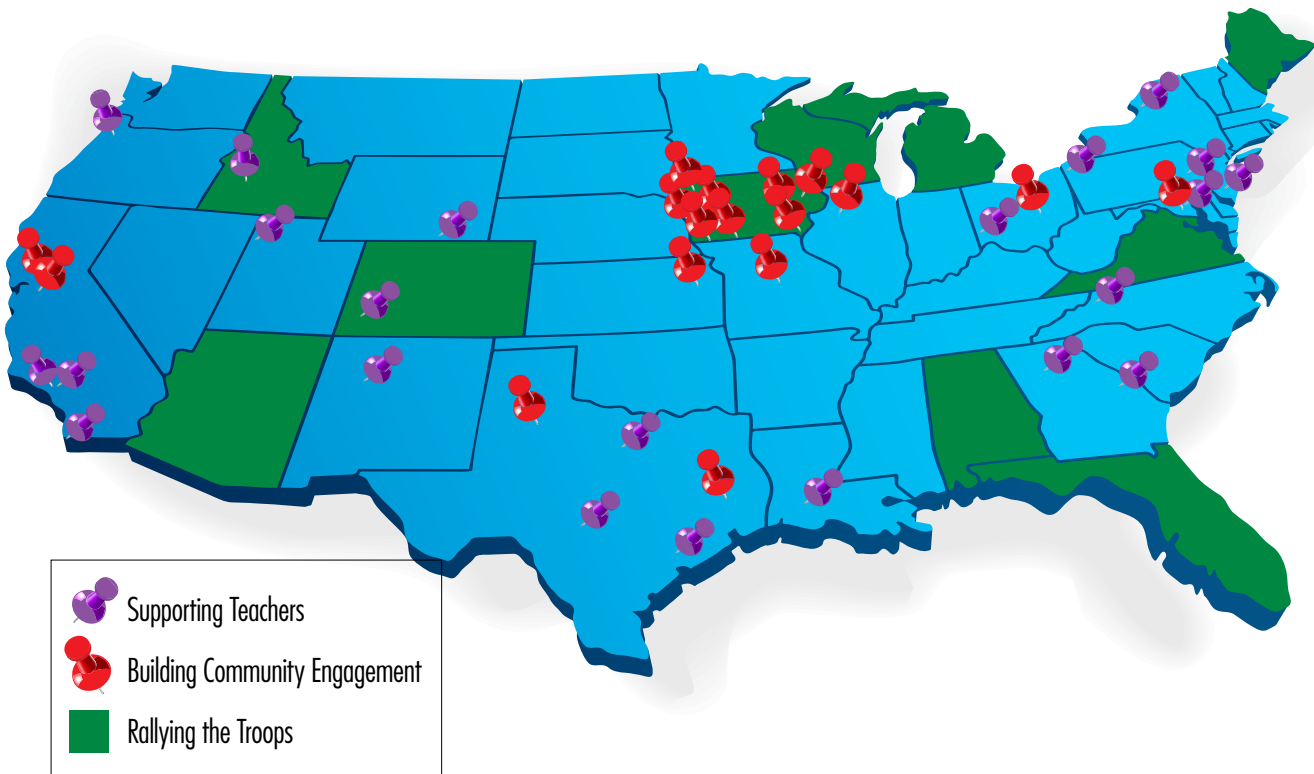 Supporting Teachers
Building Community Engagement
Rallying the Troops